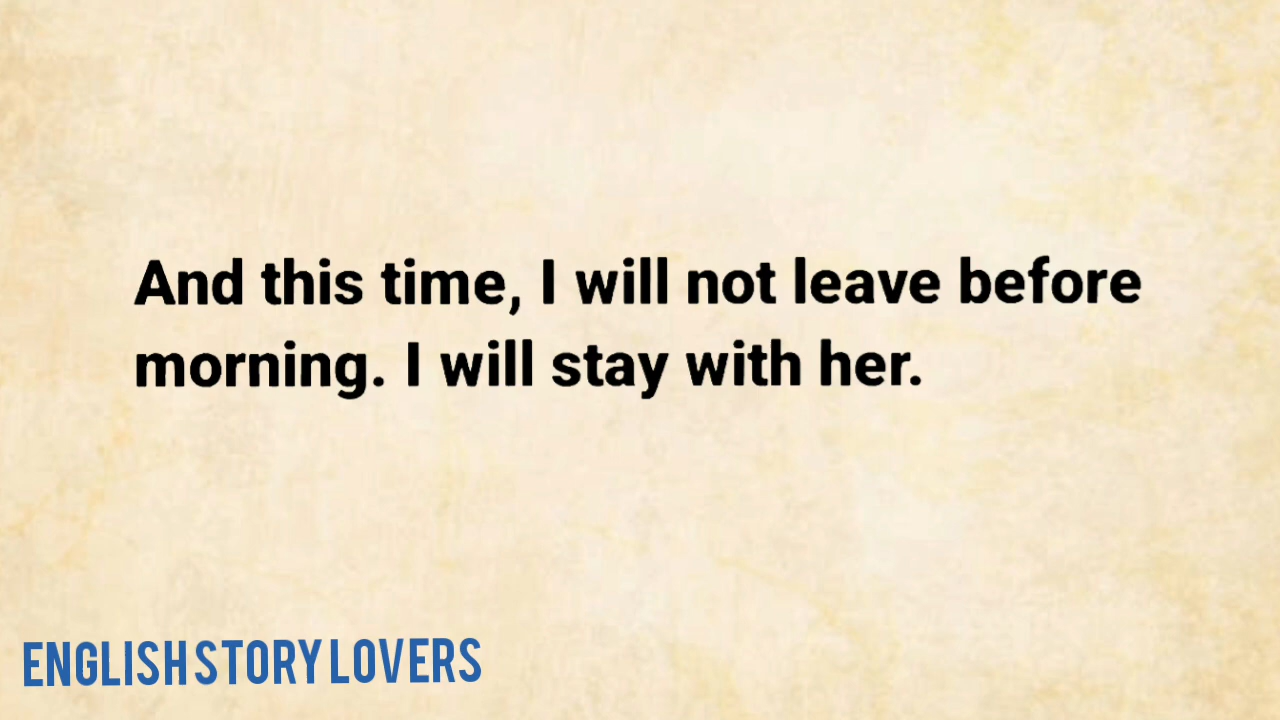 And this time, I will not leave before
morning. I will stay with her.
ENGLISH STORY LOVERS